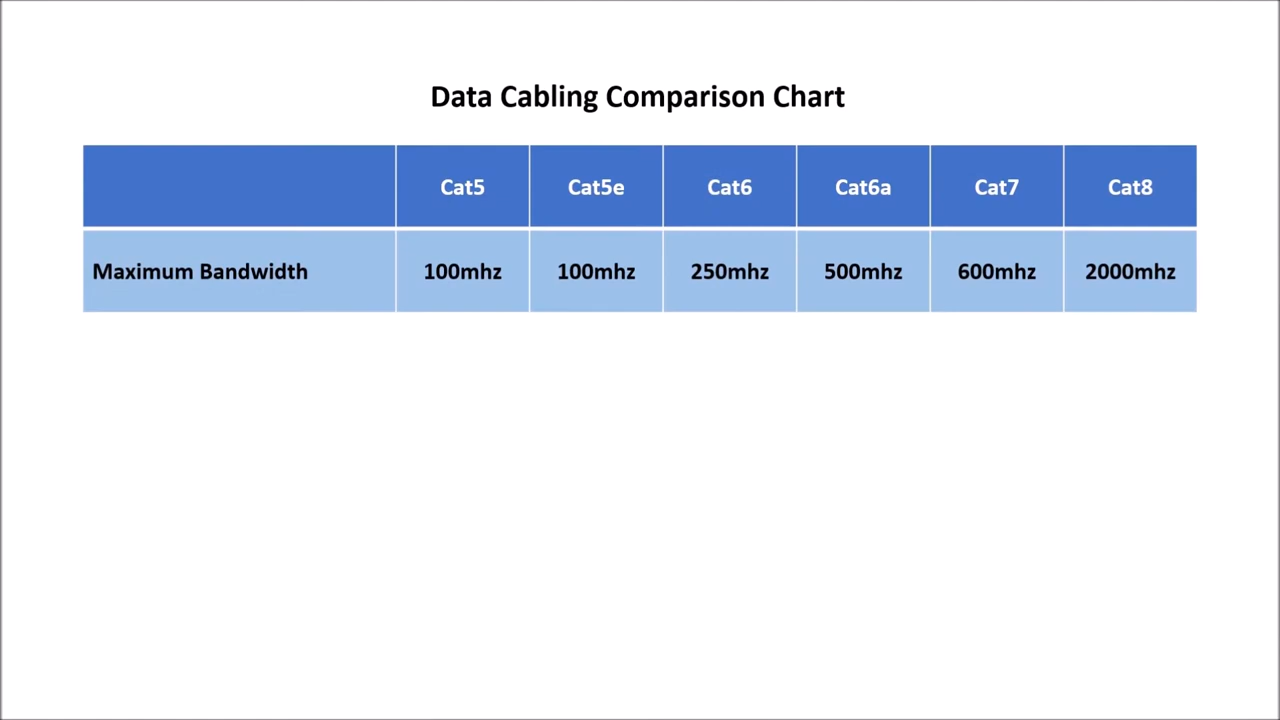 Data Cabling Comparison Chart
Cat5 Cat5e Cat6 Cat6a Cat7 Cat8
Maximum Bandwidth 100mhz 100mhz 250mhz 500mhz 600mhz 2000mhz